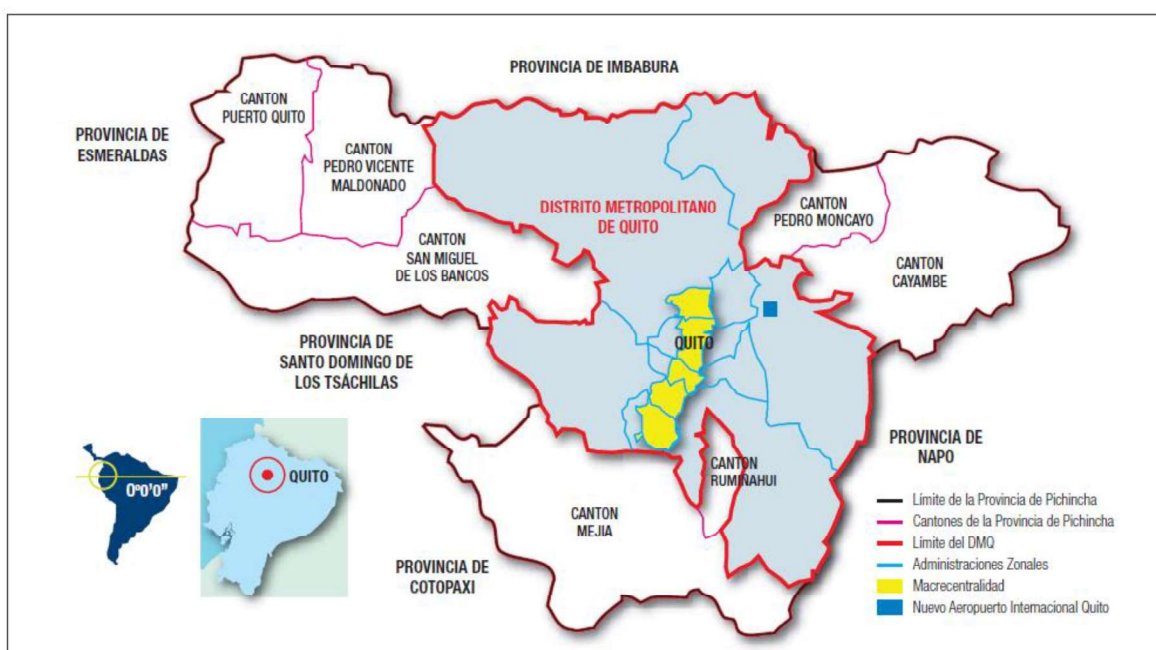 PROVINCIA DE IMBABURA
CANTON
PUERTO QUITO
PROVINCIA DE
ESMERALDAS
CANTON
PEDRO VICENTE
MALDONADO
DISTRITO METROPOLITANO
DE QUITO
CANTON
PEDRO MONCAYO
CANTON
SAN MIGUEL
DE LOS BANCOS
CANTON
CAYAMBE
PROVINCIA DE
SANTO DOMINGO DE
LOS TSÁCHILAS
QUITO
PROVINCIA DE
NAPO
CANTON
RUMIÑAHUI
CANTON
MEJIA
PROVINCIA DE
COTOPAXI
0º0'0"
QUITO
Límite de la Provincia de Pichincha
Cantones de la Provincia de Pichincha
Límite del DMQ
Administraciones Zonales
Macrecentralidad
Nuevo Aeropuerto Internacional Quito